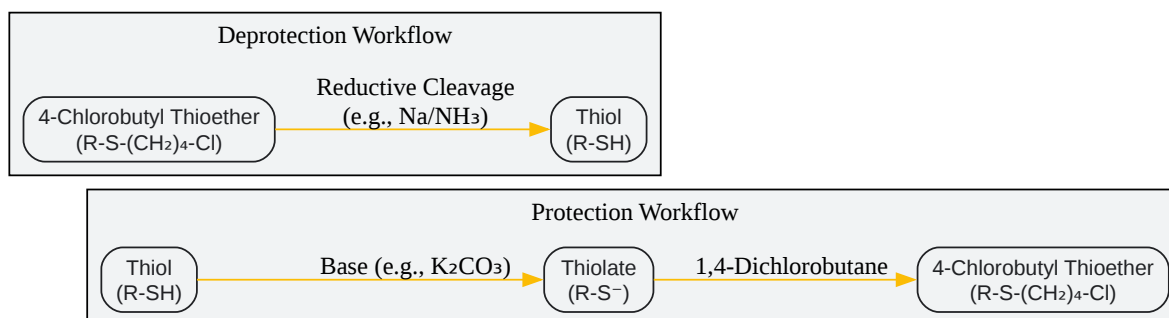 Deprotection Workflow
4-Chlorobutyl Thioether
(R-S-(CH₂)₄-Cl)
Reductive Cleavage
(e.g., Na/NH₃)
Thiol
(R-SH)
Protection Workflow
Thiol
(R-SH)
Base (e.g., K₂CO₃)
Thiolate
(R-S⁻)
1,4-Dichlorobutane
4-Chlorobutyl Thioether
(R-S-(CH₂)₄-Cl)